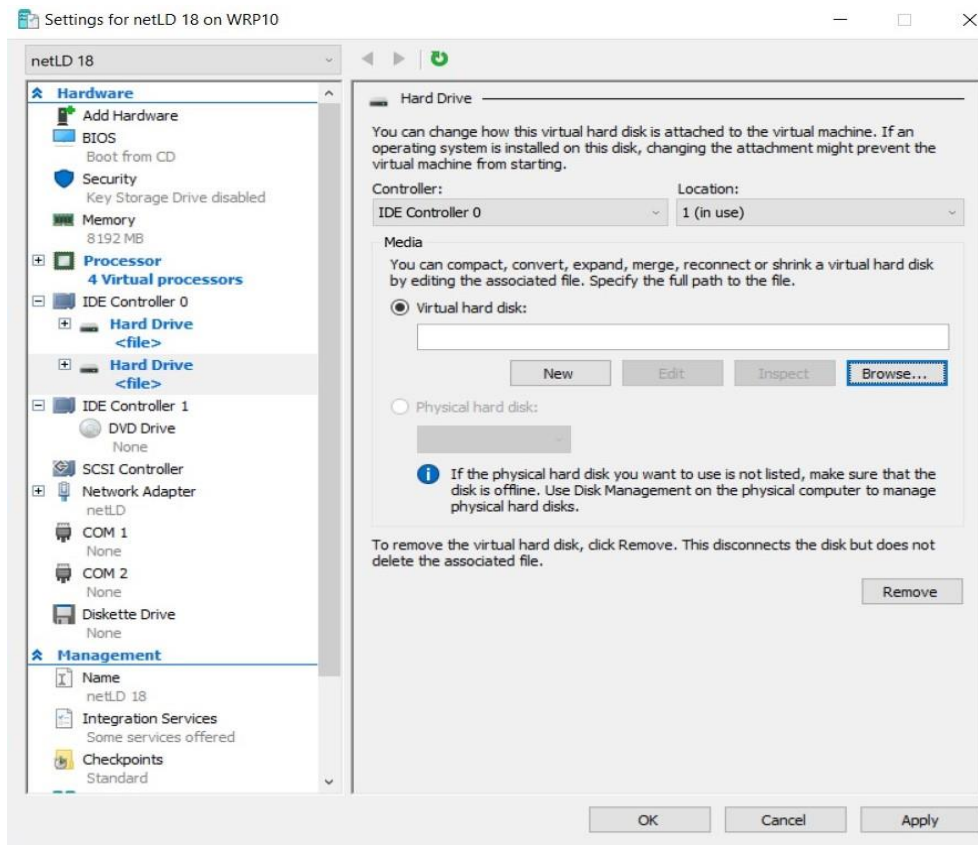 Settings for netLD 18 on WRP10
netLD 18
Hardware
Add Hardware
BIOS
Boot from CD
Security
Key Storage Drive disabled
Memory
8192 MB
Processor
4 Virtual processors
IDE Controller 0
Hard Drive
<file>
Hard Drive
<file>
IDE Controller 1
DVD Drive
None
SCSI Controller
Network Adapter
netLD
COM 1
None
COM 2
None
Diskette Drive
None
Management
Name
netLD 18
Integration Services
Some services offered
Checkpoints
Standard
Hard Drive
You can change how this virtual hard disk is attached to the virtual machine. If an
operating system is installed on this disk, changing the attachment might prevent the
virtual machine from starting.
Controller: Location:
IDE Controller 0 1 (in use)
Media
You can compact, convert, expand, merge, reconnect or shrink a virtual hard disk
by editing the associated file. Specify the full path to the file.
Virtual hard disk:
New Edit Inspect Browse...
Physical hard disk:
If the physical hard disk you want to use is not listed, make sure that the
disk is offline. Use Disk Management on the physical computer to manage
physical hard disks.
To remove the virtual hard disk, click Remove. This disconnects the disk but does not
delete the associated file.
Remove
OK Cancel Apply